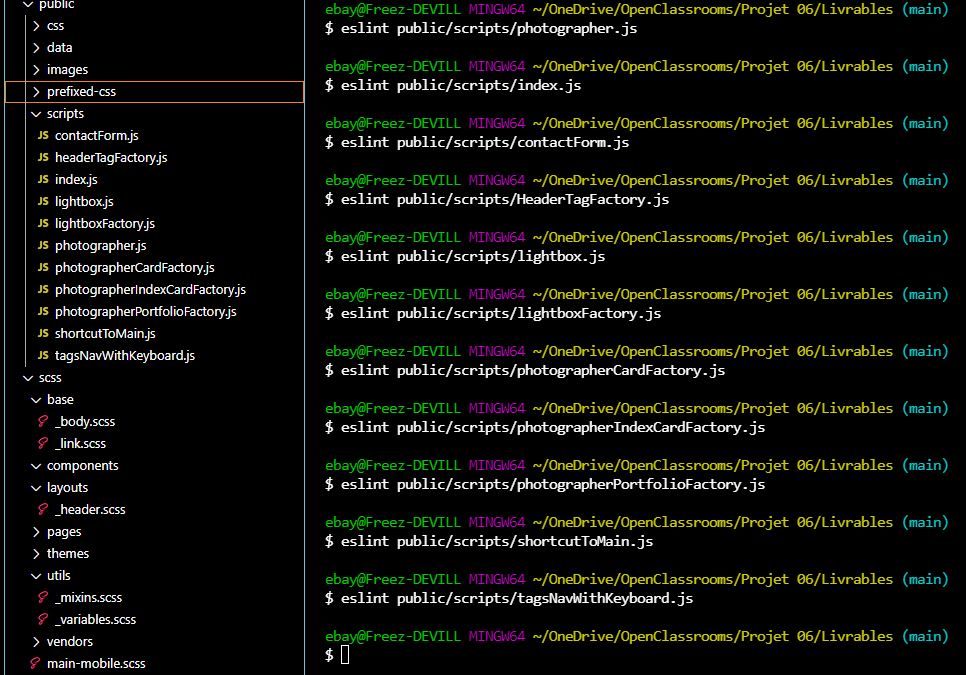 public
css
data
images
prefixed-css
scripts
JS contactForm.js
JS headerTagFactory.js
JS index.js
JS lightbox.js
JS lightboxFactory.js
JS photographer.js
JS photographerCardFactory.js
JS photographerIndexCardFactory.js
JS photographerPortfolioFactory.js
JS shortcutToMain.js
JS tagsNavWithKeyboard.js
scss
base
_body.scss
_link.scss
components
layouts
_header.scss
pages
themes
utils
_mixins.scss
_variables.scss
vendors
main-mobile.scss
ebay@Freez-DEVILL MINGW64 ~/OneDrive/OpenClassrooms/Projet 06/Livrables (main)
$ eslint public/scripts/photographer.js
ebay@Freez-DEVILL MINGW64 ~/OneDrive/OpenClassrooms/Projet 06/Livrables (main)
$ eslint public/scripts/index.js
ebay@Freez-DEVILL MINGW64 ~/OneDrive/OpenClassrooms/Projet 06/Livrables (main)
$ eslint public/scripts/contactForm.js
ebay@Freez-DEVILL MINGW64 ~/OneDrive/OpenClassrooms/Projet 06/Livrables (main)
$ eslint public/scripts/HeaderTagFactory.js
ebay@Freez-DEVILL MINGW64 ~/OneDrive/OpenClassrooms/Projet 06/Livrables (main)
$ eslint public/scripts/lightbox.js
ebay@Freez-DEVILL MINGW64 ~/OneDrive/OpenClassrooms/Projet 06/Livrables (main)
$ eslint public/scripts/lightboxFactory.js
ebay@Freez-DEVILL MINGW64 ~/OneDrive/OpenClassrooms/Projet 06/Livrables (main)
$ eslint public/scripts/photographerCardFactory.js
ebay@Freez-DEVILL MINGW64 ~/OneDrive/OpenClassrooms/Projet 06/Livrables (main)
$ eslint public/scripts/photographerIndexCardFactory.js
ebay@Freez-DEVILL MINGW64 ~/OneDrive/OpenClassrooms/Projet 06/Livrables (main)
$ eslint public/scripts/photographerPortfolioFactory.js
ebay@Freez-DEVILL MINGW64 ~/OneDrive/OpenClassrooms/Projet 06/Livrables (main)
$ eslint public/scripts/shortcutToMain.js
ebay@Freez-DEVILL MINGW64 ~/OneDrive/OpenClassrooms/Projet 06/Livrables (main)
$ eslint public/scripts/tagsNavWithKeyboard.js
ebay@Freez-DEVILL MINGW64 ~/OneDrive/OpenClassrooms/Projet 06/Livrables (main)
$